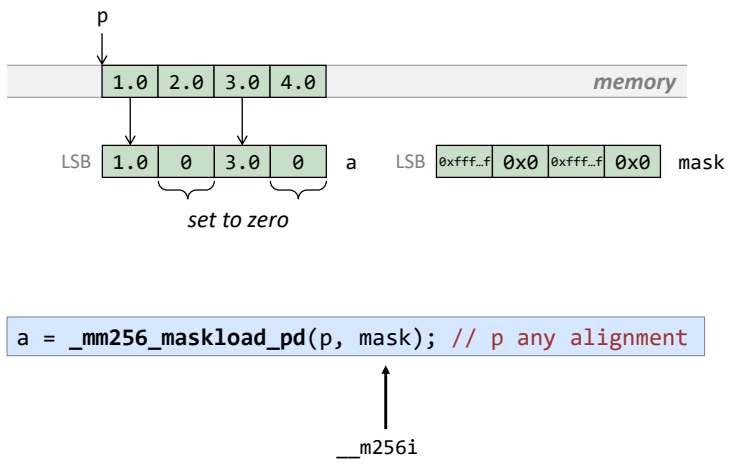 p
1.0 2.0 3.0 4.0 memory
LSB 1.0 0 3.0 0 a LSB 0xfff…f 0x0 0xfff…f 0x0 mask
set to zero
a = _mm256_maskload_pd(p, mask); // p any alignment
__m256i